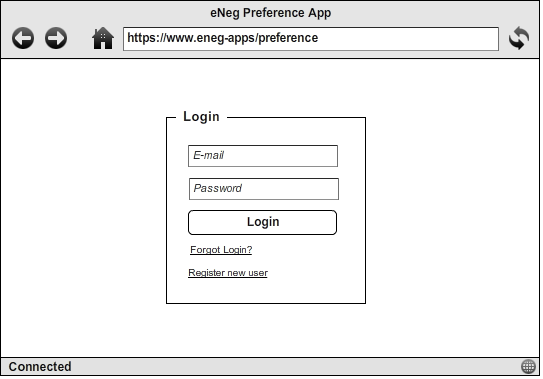 eNeg Preference App
https://www.eneg-apps/preference
Login
E-mail
Password
Login
Forgot Login?
Register new user
Connected